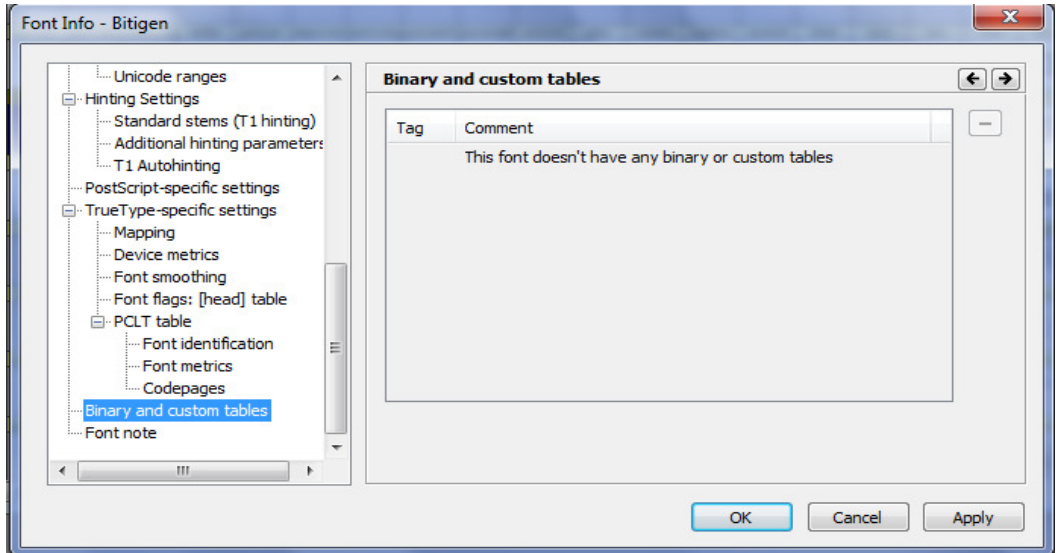 Font Info - Bitigen
Unicode ranges
Hinting Settings
Standard stems (T1 hinting)
Additional hinting parameters
T1 Autohinting
PostScript-specific settings
TrueType-specific settings
Mapping
Device metrics
Font smoothing
Font flags: [head] table
PCLT table
Font identification
Font metrics
Codepages
Binary and custom tables
Font note
Binary and custom tables
Tag Comment
This font doesn't have any binary or custom tables
OK Cancel Apply